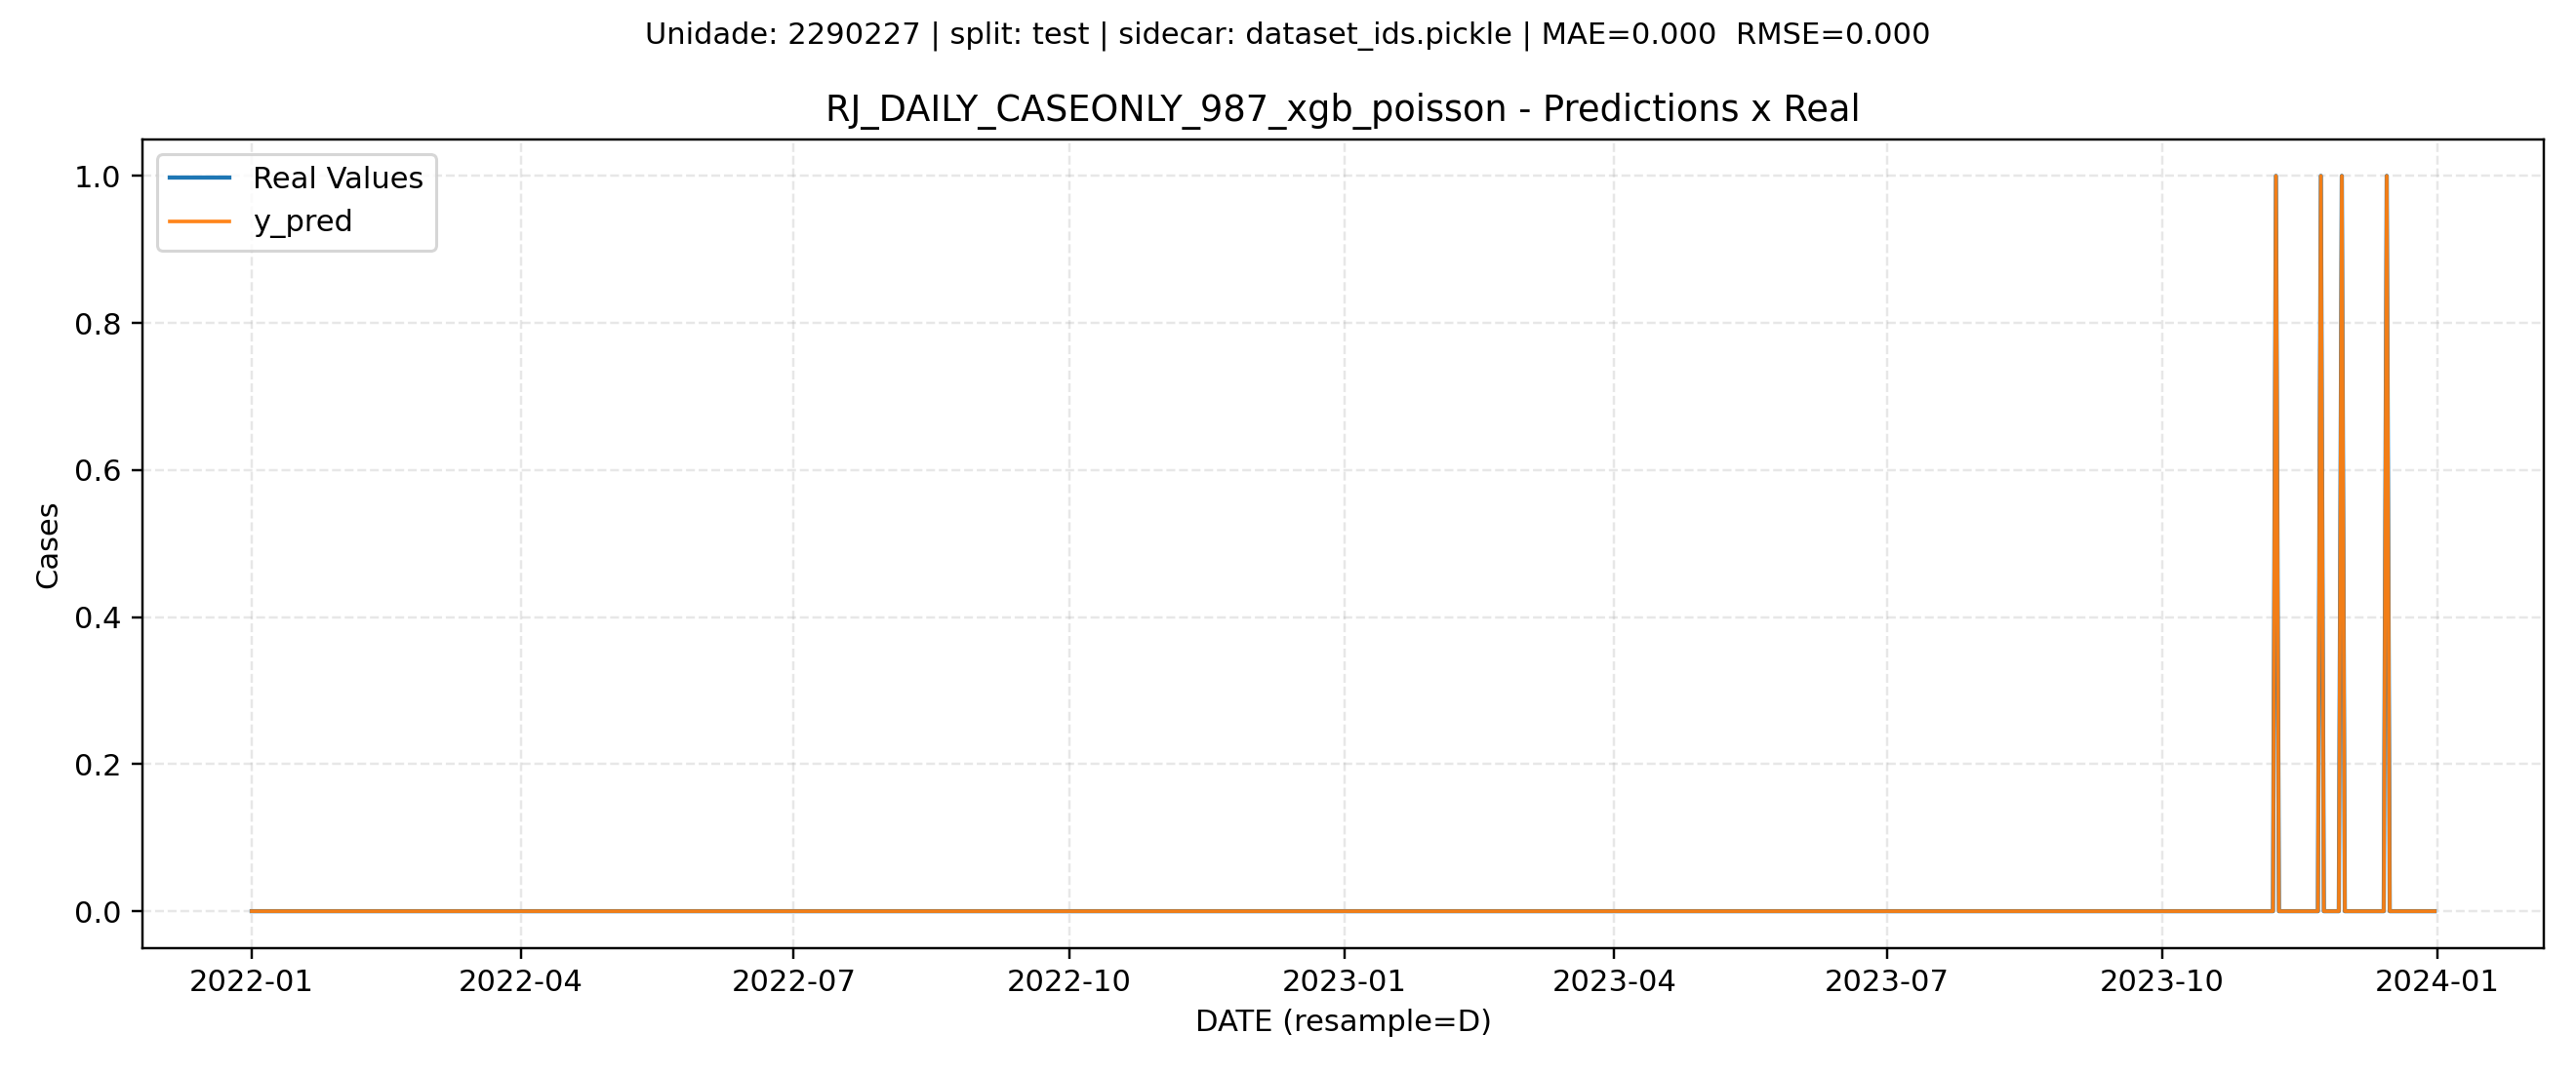 Unidade: 2290227 | split: test | sidecar: dataset_ids.pickle | MAE=0.000  RMSE=0.000
RJ_DAILY_CASEONLY_987_xgb_poisson - Predictions x Real
Real Values
y_pred
1.0
0.8
0.6
0.4
0.2
0.0
Cases
2022-01 2022-04 2022-07 2022-10 2023-01 2023-04 2023-07 2023-10 2024-01
DATE (resample=D)